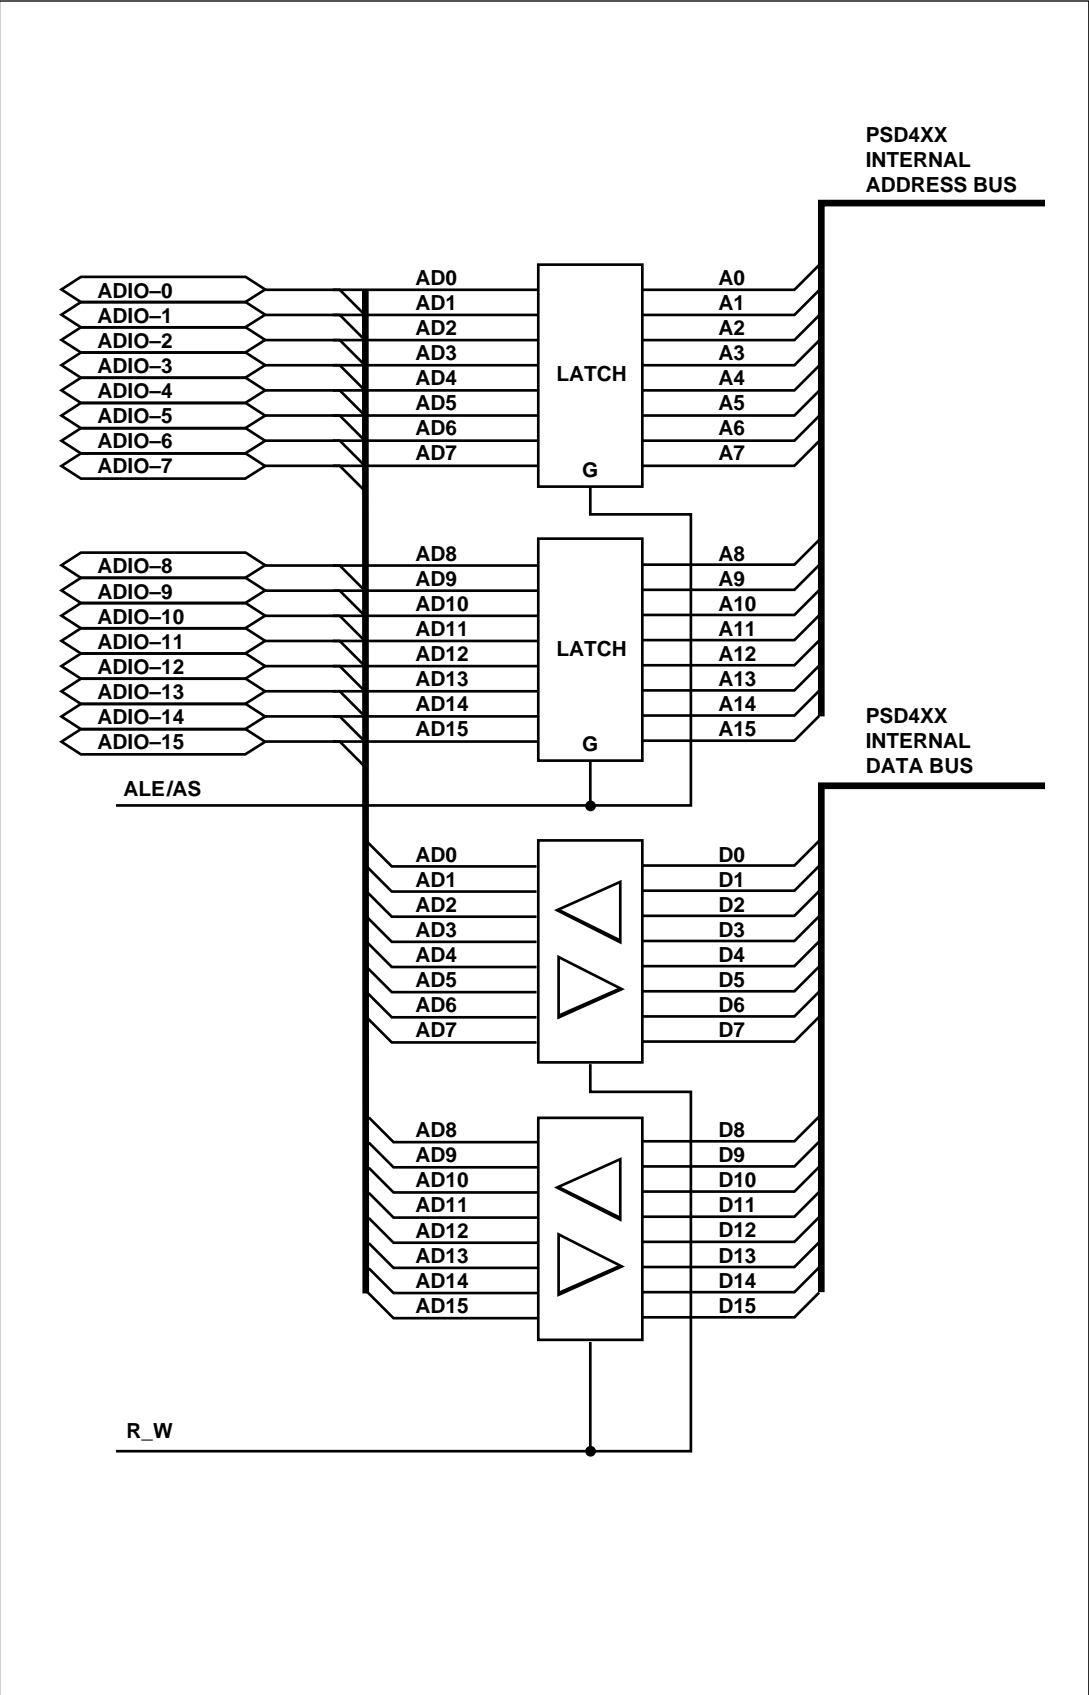 PSD4XX
INTERNAL
ADDRESS BUS
ADIO–0 AD0 A0
ADIO–1 AD1 A1
ADIO–2 AD2 A2
ADIO–3 AD3 A3
LATCH
ADIO–4 AD4 A4
ADIO–5 AD5 A5
ADIO–6 AD6 A6
ADIO–7 AD7 A7
G
ADIO–8 AD8 A8
ADIO–9 AD9 A9
ADIO–10 AD10 A10
ADIO–11 AD11 A11
LATCH
ADIO–12 AD12 A12
ADIO–13 AD13 A13
ADIO–14 AD14 A14
ADIO–15 AD15 A15
G
PSD4XX
INTERNAL
DATA BUS
ALE/AS
AD0 D0
AD1 D1
AD2 D2
AD3 D3
AD4 D4
AD5 D5
AD6 D6
AD7 D7
AD8 D8
AD9 D9
AD10 D10
AD11 D11
AD12 D12
AD13 D13
AD14 D14
AD15 D15
R_W